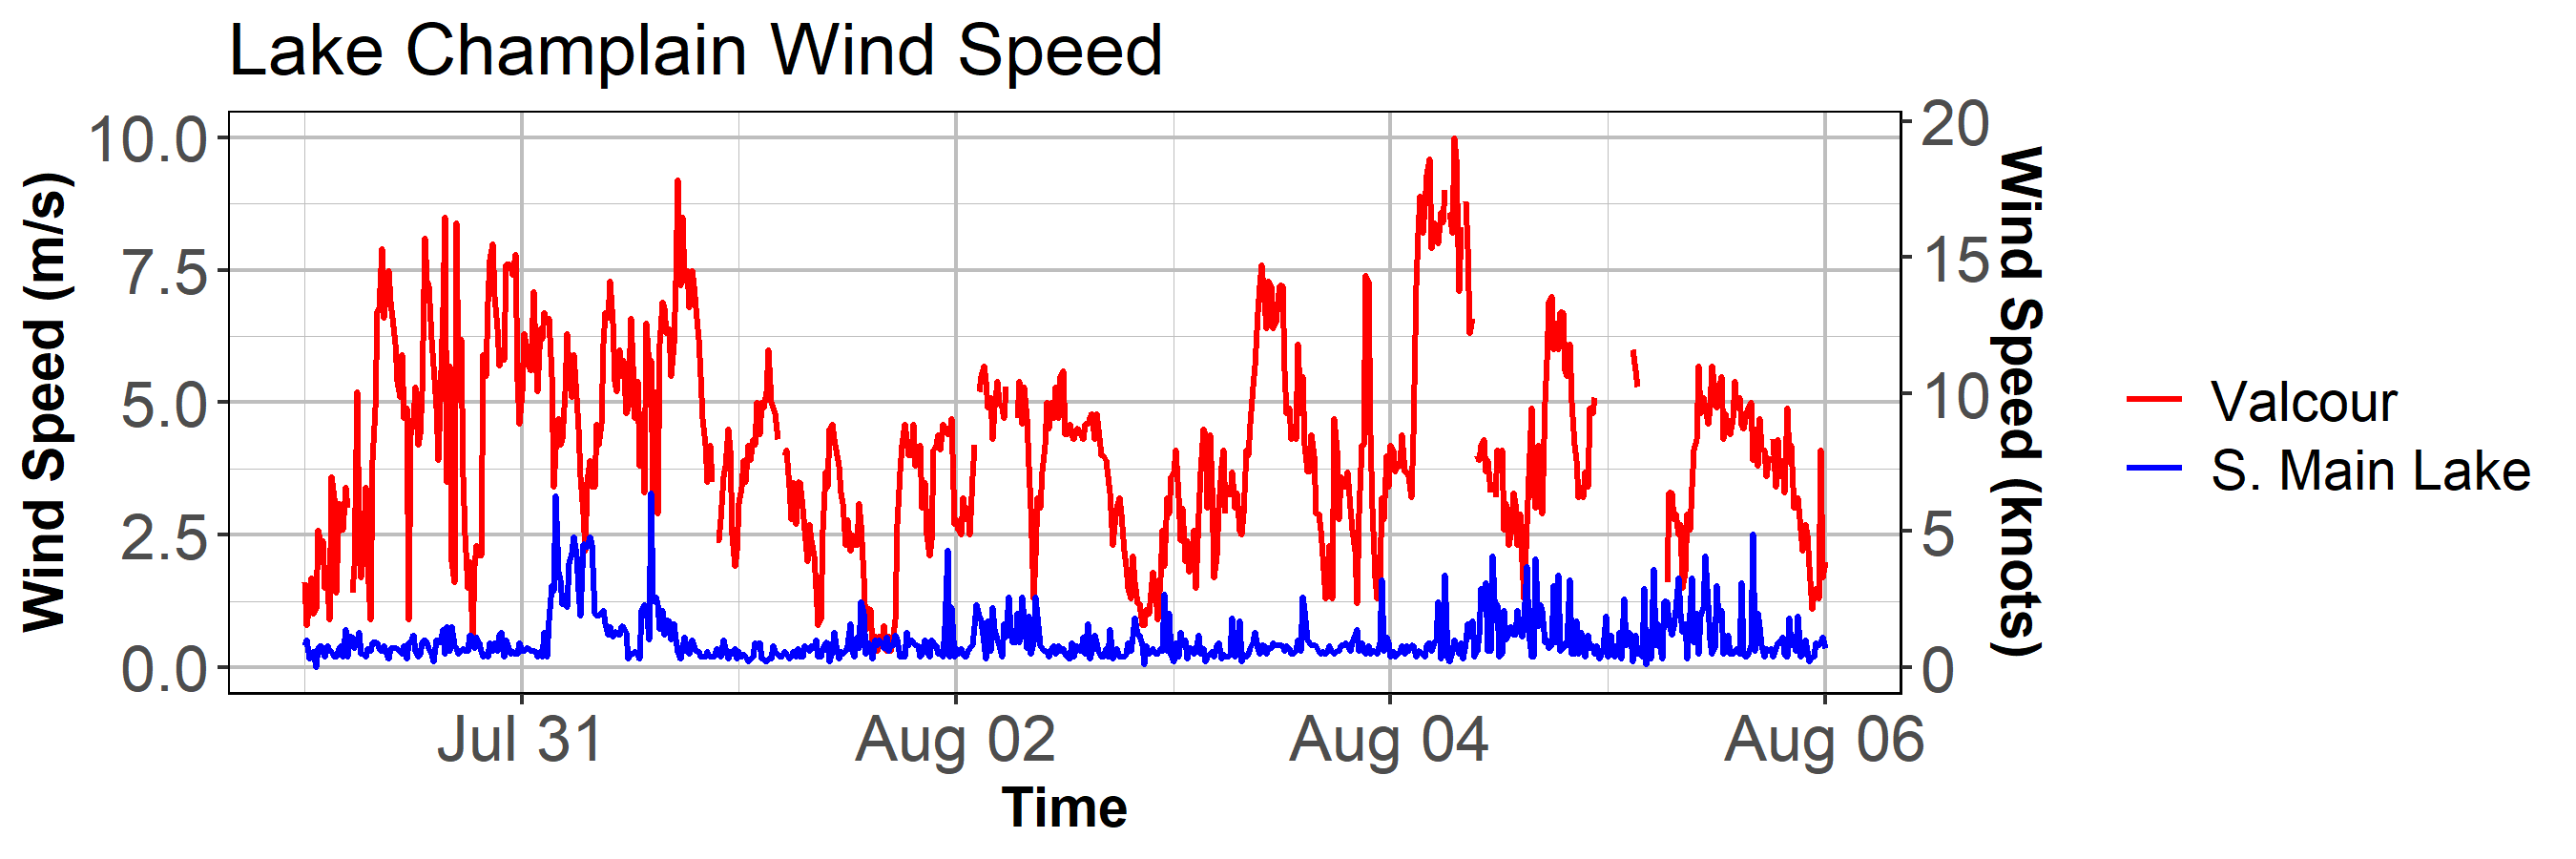 Lake Champlain Wind Speed
10.0
7.5
5.0
2.5
0.0
Wind Speed (m/s)
20
15
10
5
0
Wind Speed (knots)
Jul 31
Aug 02
Aug 04
Aug 06
Time
Valcour
S. Main Lake